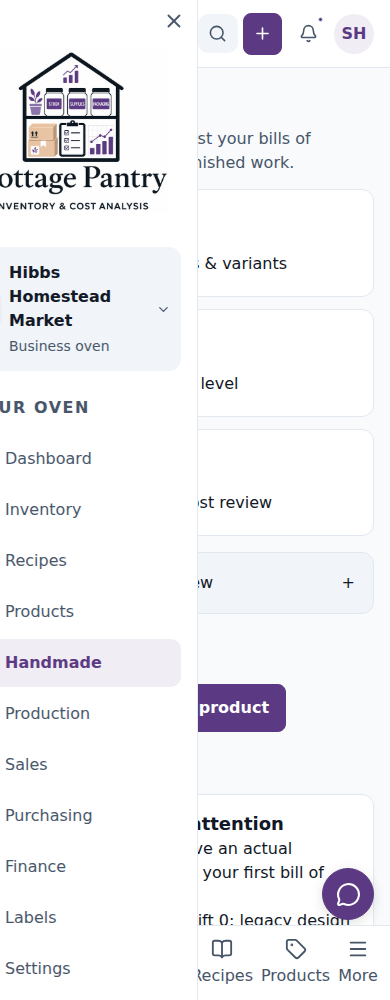 SH
ottage Pantry
NVENTORY & COST ANALYSIS
Hibbs
Homestead
Market
Business oven
UR OVEN
Dashboard
Inventory
Recipes
Products
Handmade
Production
Sales
Purchasing
Finance
Labels
Settings
st your bills of
nished work.
s & variants
level
ost review
ew
+
product
attention
ve an actual
your first bill of
ift 0: legacy design
Recipes
Products
More